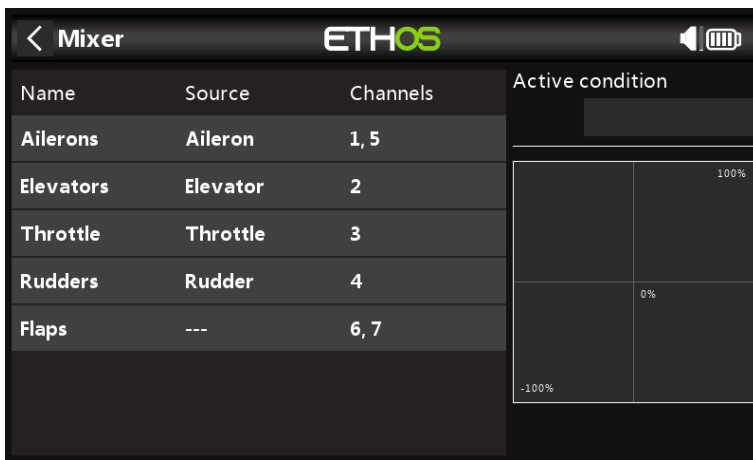 Mixer ETHOS
Name Source Channels
Ailerons Aileron 1, 5
Elevators Elevator 2
Throttle Throttle 3
Rudders Rudder 4
Flaps --- 6, 7
Active condition
100%
0%
-100%